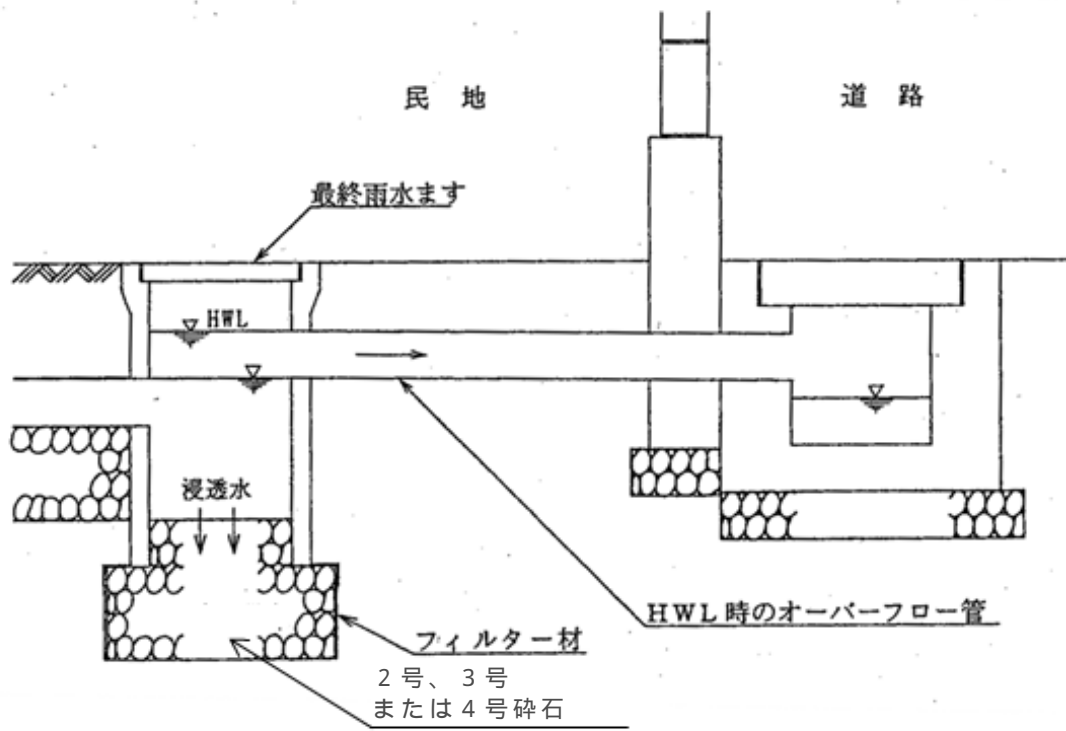 民地
道路
最終雨水ます
HWL
浸透水
HWL時のオーバーフロー管
フィルター材
2号、3号
または4号砕石